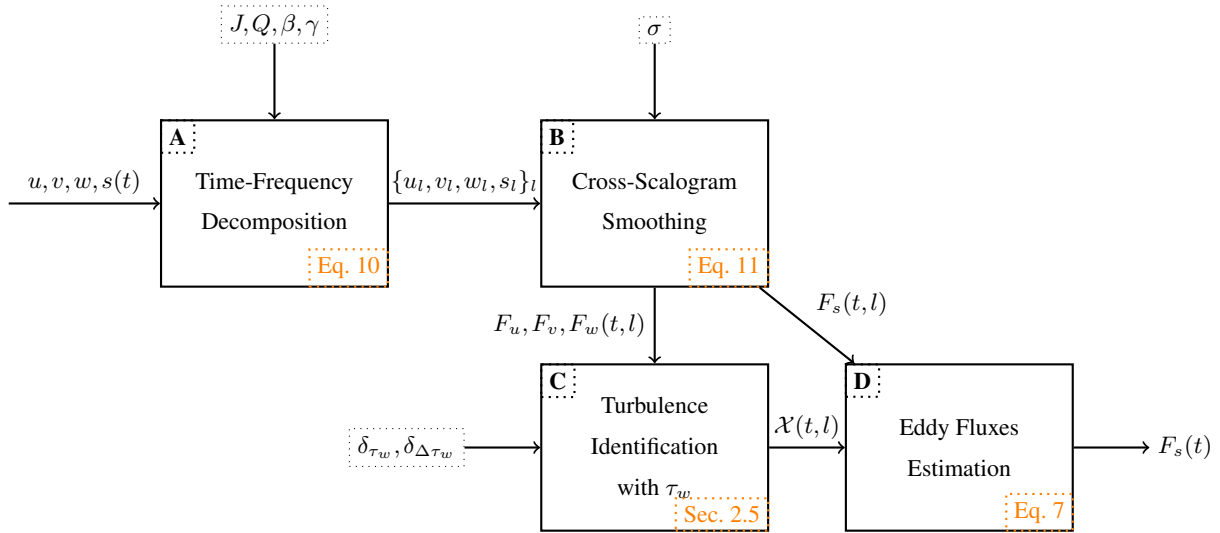 J, Q, β, γ
σ
A
B
u, v, w, s(t)
Time-Frequency
Decomposition
{u_l, v_l, w_l, s_l}_l
Cross-Scalogram
Smoothing
Eq. 10
Eq. 11
F_u, F_v, F_w(t, l)
F_s(t, l)
C
D
Turbulence
Identification
with τ_w
δ_{τ_w}, δ_{Δτ_w}
𝒳(t, l)
Eddy Fluxes
Estimation
F_s(t)
Sec. 2.5
Eq. 7